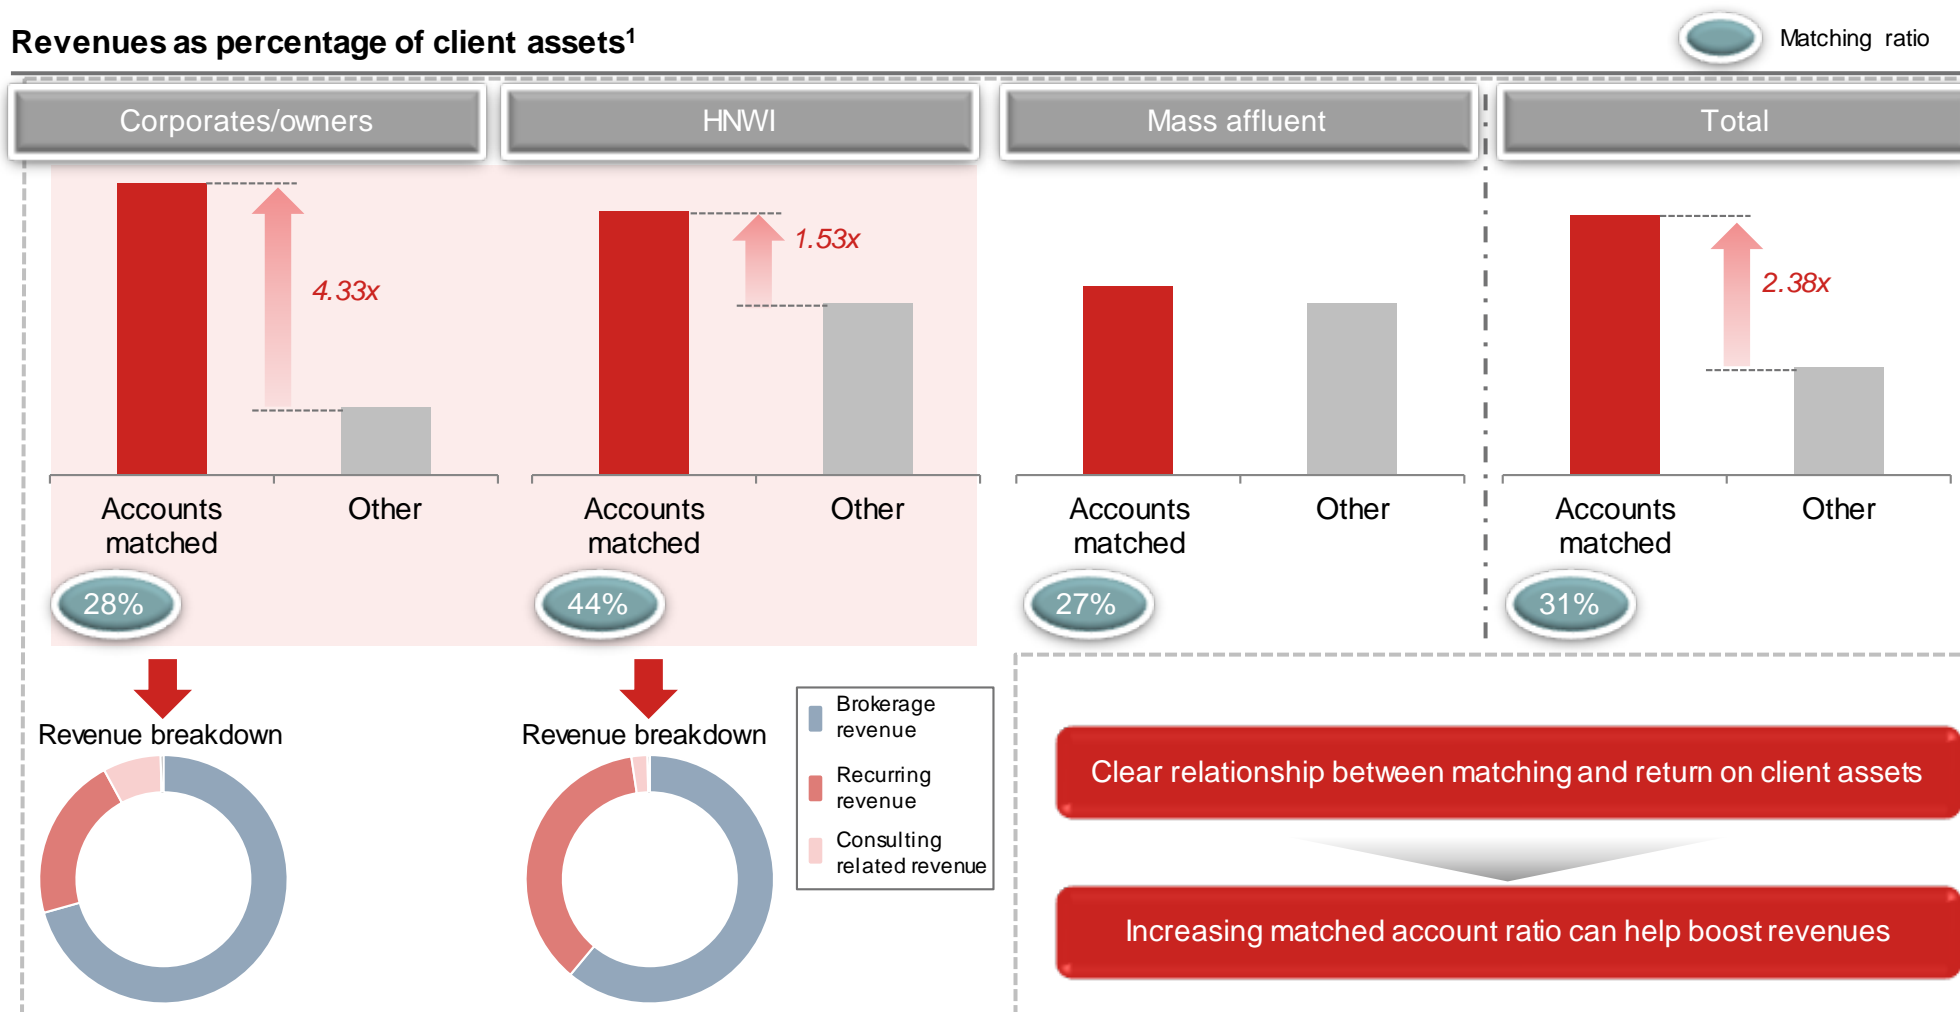 Revenues as percentage of client assets¹
Matching ratio
Corporates/owners
HNWI
Mass affluent
Total
4.33x
1.53x
2.38x
Accounts
matched
Other
Accounts
matched
Other
Accounts
matched
Other
Accounts
matched
Other
28%
44%
27%
31%
Revenue breakdown
Revenue breakdown
Brokerage
revenue
Recurring
revenue
Consulting
related revenue
Clear relationship between matching and return on client assets
Increasing matched account ratio can help boost revenues